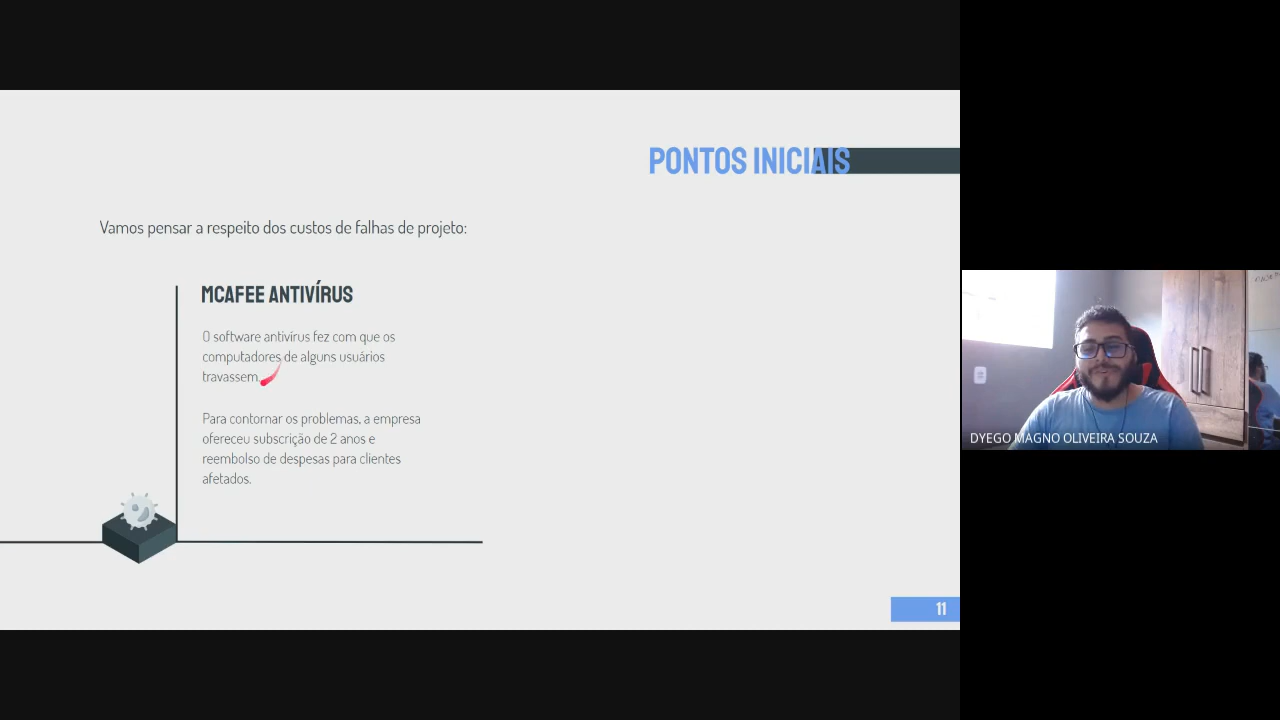 PONTOS INICIAIS
Vamos pensar a respeito dos custos de falhas de projeto:
MCAFEE ANTIVÍRUS
O software antivírus fez com que os
computadores de alguns usuários
travassem.
Para contornar os problemas, a empresa
ofereceu subscrição de 2 anos e
reembolso de despesas para clientes
afetados.
11
DYEGO MAGNO OLIVEIRA SOUZA